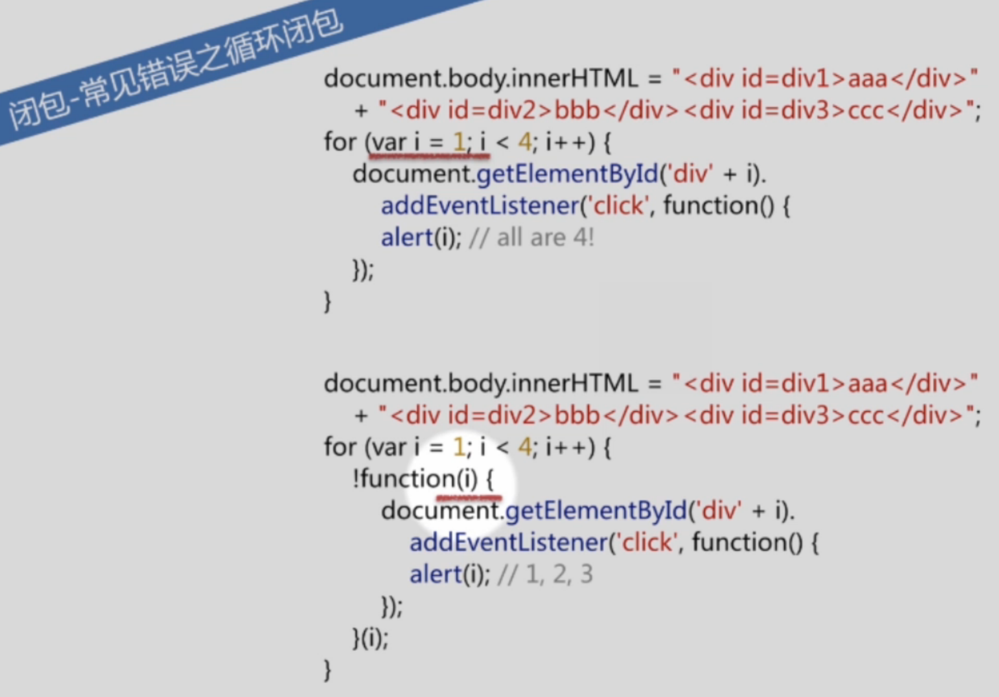 闭包-常见错误之循环闭包
document.body.innerHTML = "<div id=div1>aaa</div>"
+ "<div id=div2>bbb</div><div id=div3>ccc</div>";
for (var i = 1; i < 4; i++) {
document.getElementById('div' + i).
addEventListener('click', function() {
alert(i); // all are 4!
});
}
document.body.innerHTML = "<div id=div1>aaa</div>"
+ "<div id=div2>bbb</div><div id=div3>ccc</div>";
for (var i = 1; i < 4; i++) {
!function(i) {
document.getElementById('div' + i).
addEventListener('click', function() {
alert(i); // 1, 2, 3
});
}(i);
}